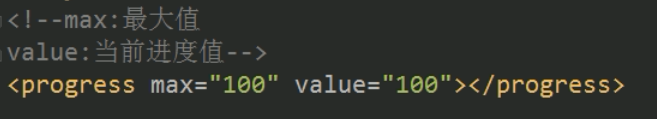 <!--max:最大值
value:当前进度值-->
<progress max="100" value="100"></progress>